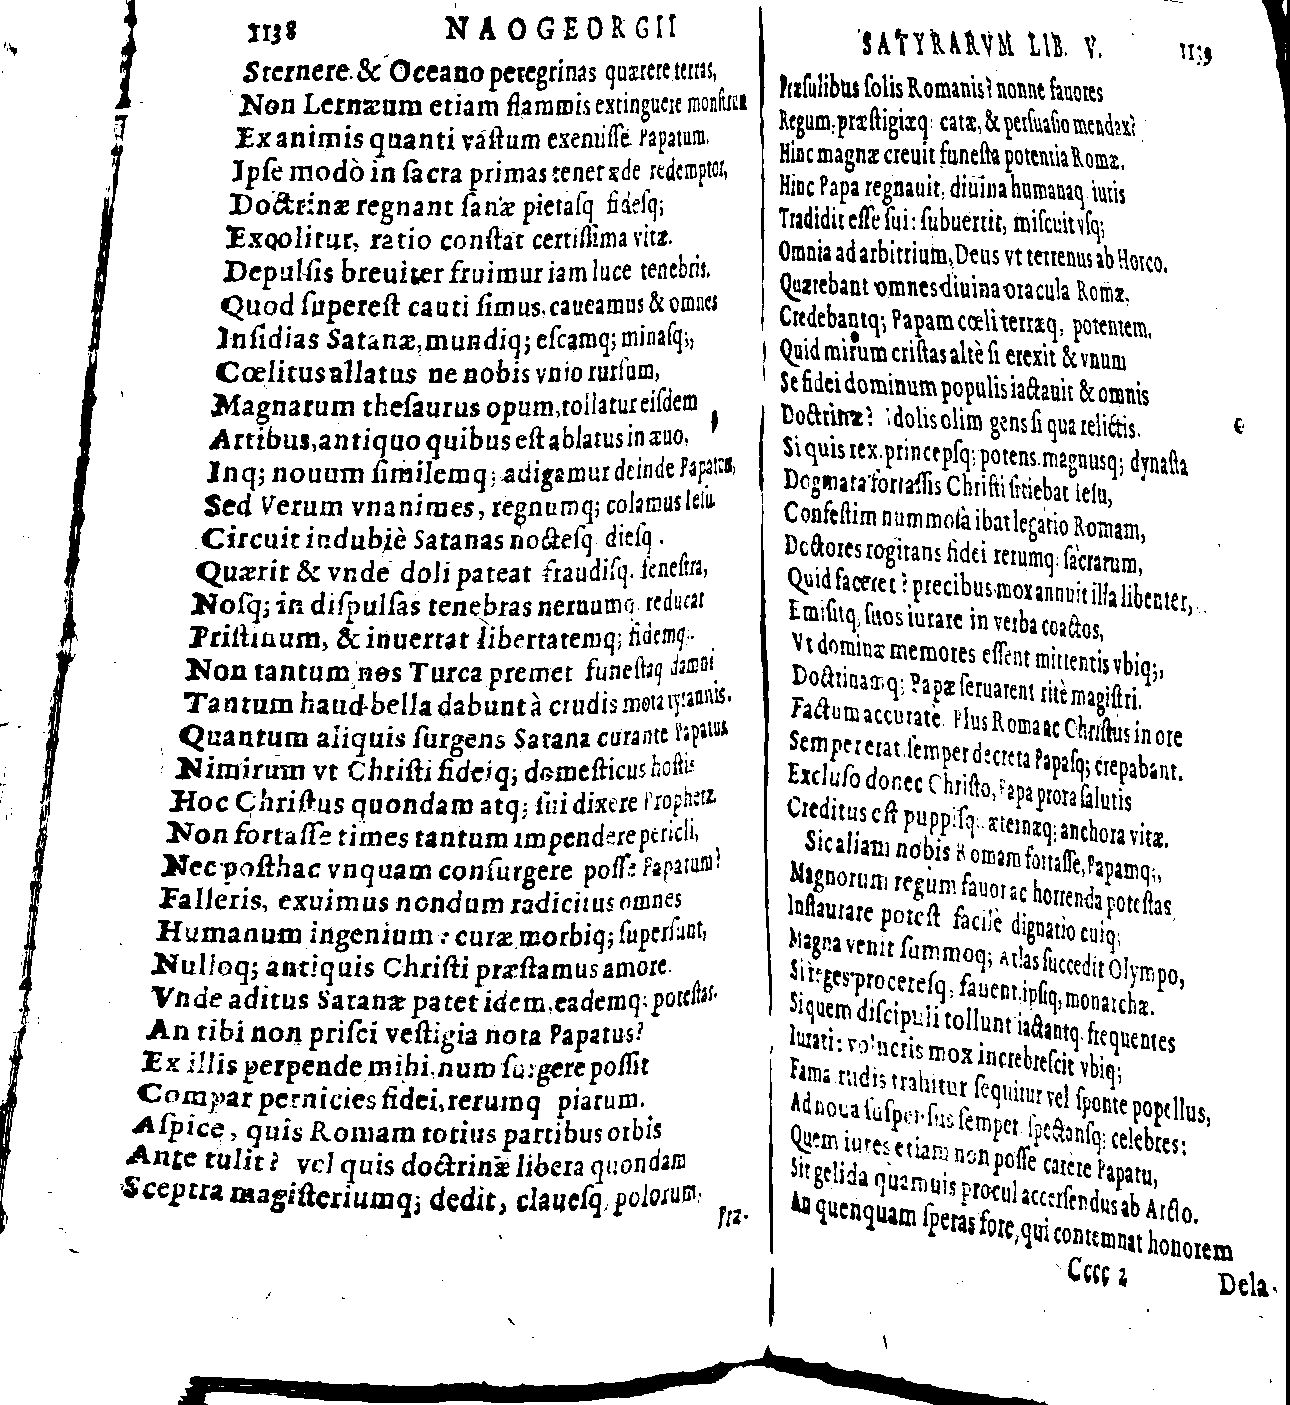 1138 NAOGEORGII
Sternere. & Oceano peregrinas quærere terras,
Non Lernæum etiam flammis extinguere monstrum
Ex animis quanti vastum exemisse Papatum.
Ipse modò in sacra primas tenet æde redemptor,
Doctrinæ regnant sanæ pietasq́ fidesq;
Exqolitur, ratio constat certissima vitæ.
Depulsis breuiter fruimur iam luce tenebris.
Quod superest cauti simus, caueamus & omnes
Insidias Satanæ, mundiq; escamq; minasq;,
Cœlitus allatus ne nobis vnio rursum,
Magnarum thesaurus opum, tollatur eisdem
Artibus, antiquo quibus est ablatus in æuo,
Inq; nouum similemq; adigamur deinde Papatum,
Sed Verum vnanimes, regnumq; colamus Iesu.
Circuit indubiè Satanas noctesq diesq.
Quærit & vnde doli pateat fraudisq. fenestra,
Nosq; in dispulsas tenebras neruumq. reducat
Pristinum, & inuertat libertatemq; fidemq.
Non tantum nos Turca premet funestaq damni
Tantum haud bella dabunt à crudis mota tyrannis.
Quantum aliquis surgens Satana curante Papatus
Nimirum vt Christi fideiq; domesticus hostis
Hoc Christus quondam atq; sui dixere Prophetæ.
Non fortasse times tantum impendere pericli,
Nec posthac vnquam consurgere posse Papatum?
Falleris, exuimus nondum radicitus omnes
Humanum ingenium: curæ morbiq; supersunt,
Nulloq; antiquis Christi præstamus amore.
Vnde aditus Satanæ patet idem, eademq; potestas.
An tibi non prisci vestigia nota Papatus?
Ex illis perpende mihi, num surgere possit
Compar pernicies fidei, rerumq piarum.
Aspice, quis Romam totius partibus orbis
Ante tulit? vel quis doctrinæ libera quondam
Sceptra magisteriumq; dedit, clauesq. polorum.
Præ-
SATYRARVM LIB. V. 1139
Præsulibus solis Romanis? nonne fauores
Regum, præstigiæq; catæ, & persuasio mendax?
Hinc magnæ creuit funesta potentia Romæ,
Hinc Papa regnauit, diuina humanaq iuris
Tradidit esse sui: subuertit, miscuit vsq;
Omnia ad arbitrium, Deus vt terrenus ab Horco.
Quærebant omnes diuina oracula Romæ,
Credebantq; Papam cœli terræq, potentem,
Quid mirum cristas altè si erexit & vnum
Se fidei dominum populis iactauit & omnis
Doctrinæ? Idolis olim gens si qua relictis.
Si quis rex, princepsq; potens, magnusq; dynasta
Dogmata fortassis Christi sitiebat Iesu,
Confestim nummosa ibat legatio Romam,
Doctores rogitans fidei rerumq; sacrarum,
Quid faceret? precibus mox annuit illa libenter,
Emisitq, suos iurare in verba coactos,
Vt dominæ memores essent mittentis vbiq;,
Doctrinamq; Papæ seruarent ritè magistri.
Factum accuratè. Plus Roma ac Christus in ore
Semper erat. semper decreta Papasq; crepabant.
Excluso donec Christo, Papa prora salutis
Creditus est puppisq. æternæq; anchora vitæ.
Sic aliam nobis Romam fortasse, Papamq;,
Magnorum regum fauor ac horrenda potestas
Instaurare potest facilè dignatio cuiq;
Magna venit summoq; Atlas succedit Olympo,
Si reges proceresq; fauent, ipsiq, monarchæ.
Si quem discipuli tollunt iactantq. frequentes
Iurati: volucris mox increbrescit vbiq;
Fama rudis trahitur sequitur vel sponte popellus,
Ad noua suspensus semper spectansq; celebres:
Quem iures etiam non posse carere Papatu,
Sit gelida quamuis procul accersendus ab Arcto.
An quenquam speras fore, qui contemnat honorem
Cccc 2 Dela-